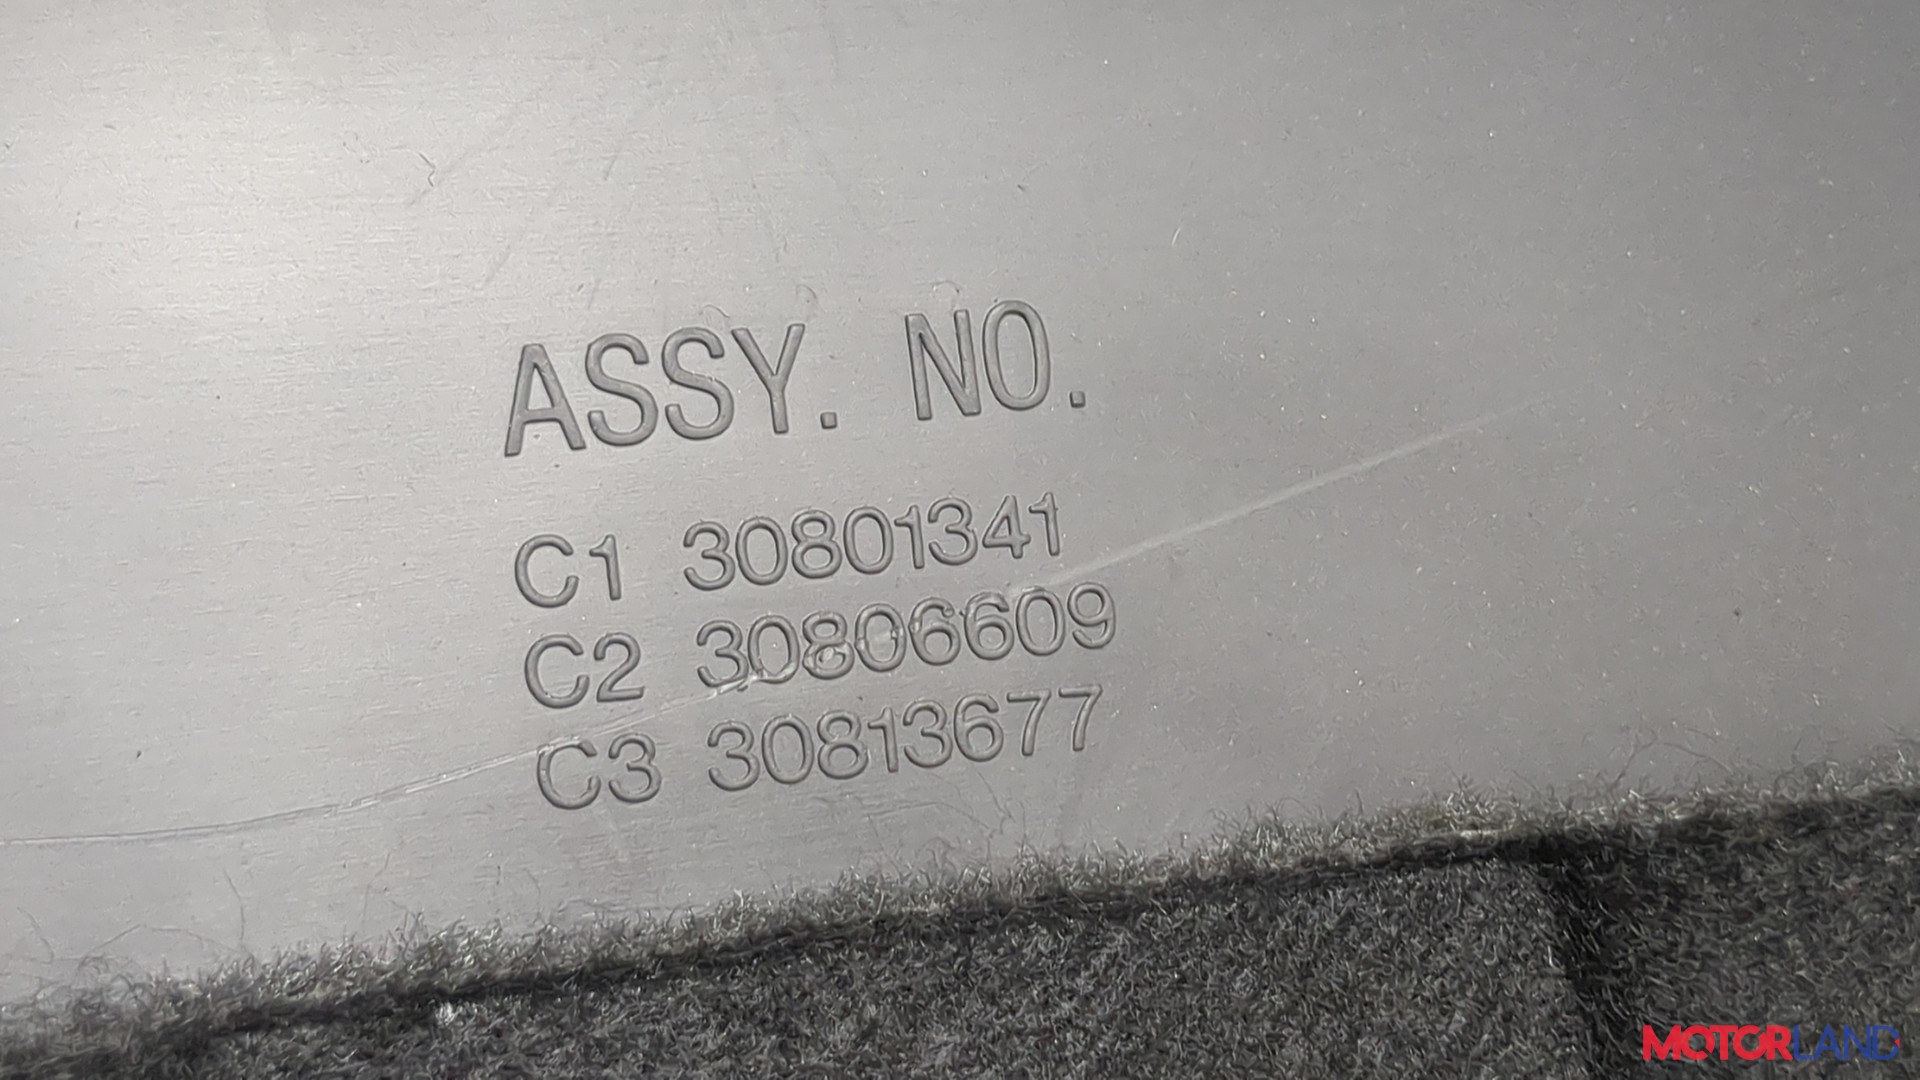 ASSY. NO.
C1 30801341
C2 30806609
C3 30813677
MOTORLAND